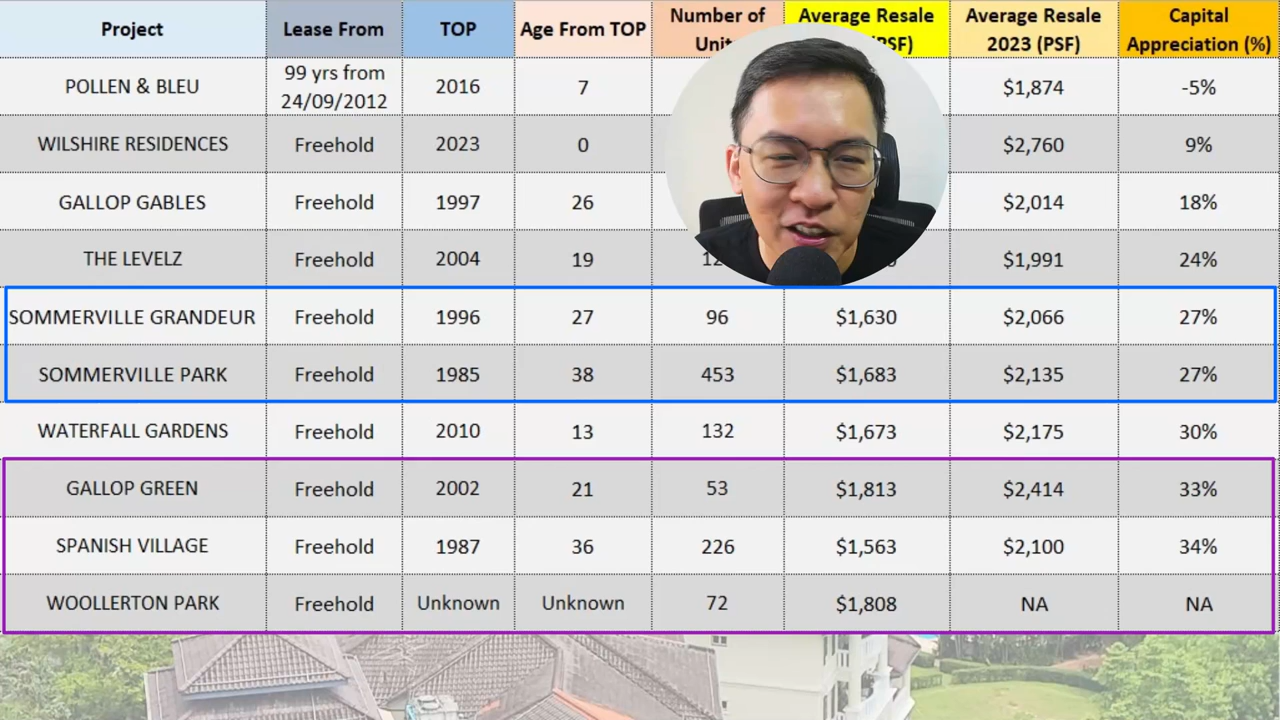 Project Lease From TOP Age From TOP Number of Average Resale Average Resale Capital
(PSF) 2023 (PSF) Appreciation (%)
POLLEN & BLEU 99 yrs from 24/09/2012 2016 7 $1,874 -5%
WILSHIRE RESIDENCES Freehold 2023 0 $2,760 9%
GALLOP GABLES Freehold 1997 26 $2,014 18%
THE LEVELZ Freehold 2004 19 $1,991 24%
SOMMERVILLE GRANDEUR Freehold 1996 27 96 $1,630 $2,066 27%
SOMMERVILLE PARK Freehold 1985 38 453 $1,683 $2,135 27%
WATERFALL GARDENS Freehold 2010 13 132 $1,673 $2,175 30%
GALLOP GREEN Freehold 2002 21 53 $1,813 $2,414 33%
SPANISH VILLAGE Freehold 1987 36 226 $1,563 $2,100 34%
WOOLLERTON PARK Freehold Unknown Unknown 72 $1,808 NA NA